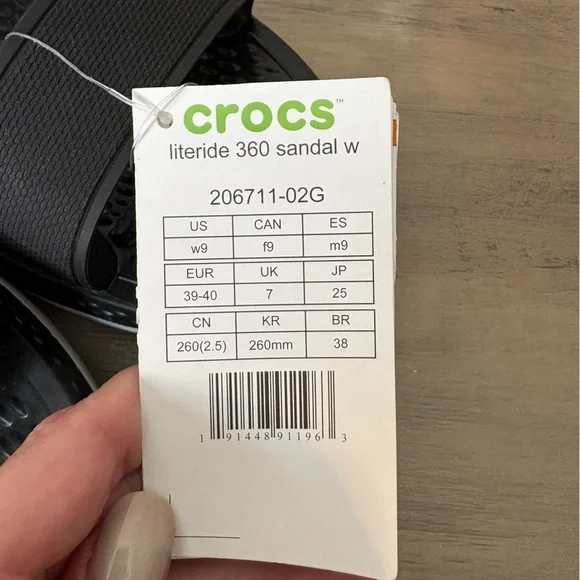 crocs™
literide 360 sandal w
206711-02G
US CAN ES
w9 f9 m9
EUR UK JP
39-40 7 25
CN KR BR
260(2.5) 260mm 38
1 91448 91196 3